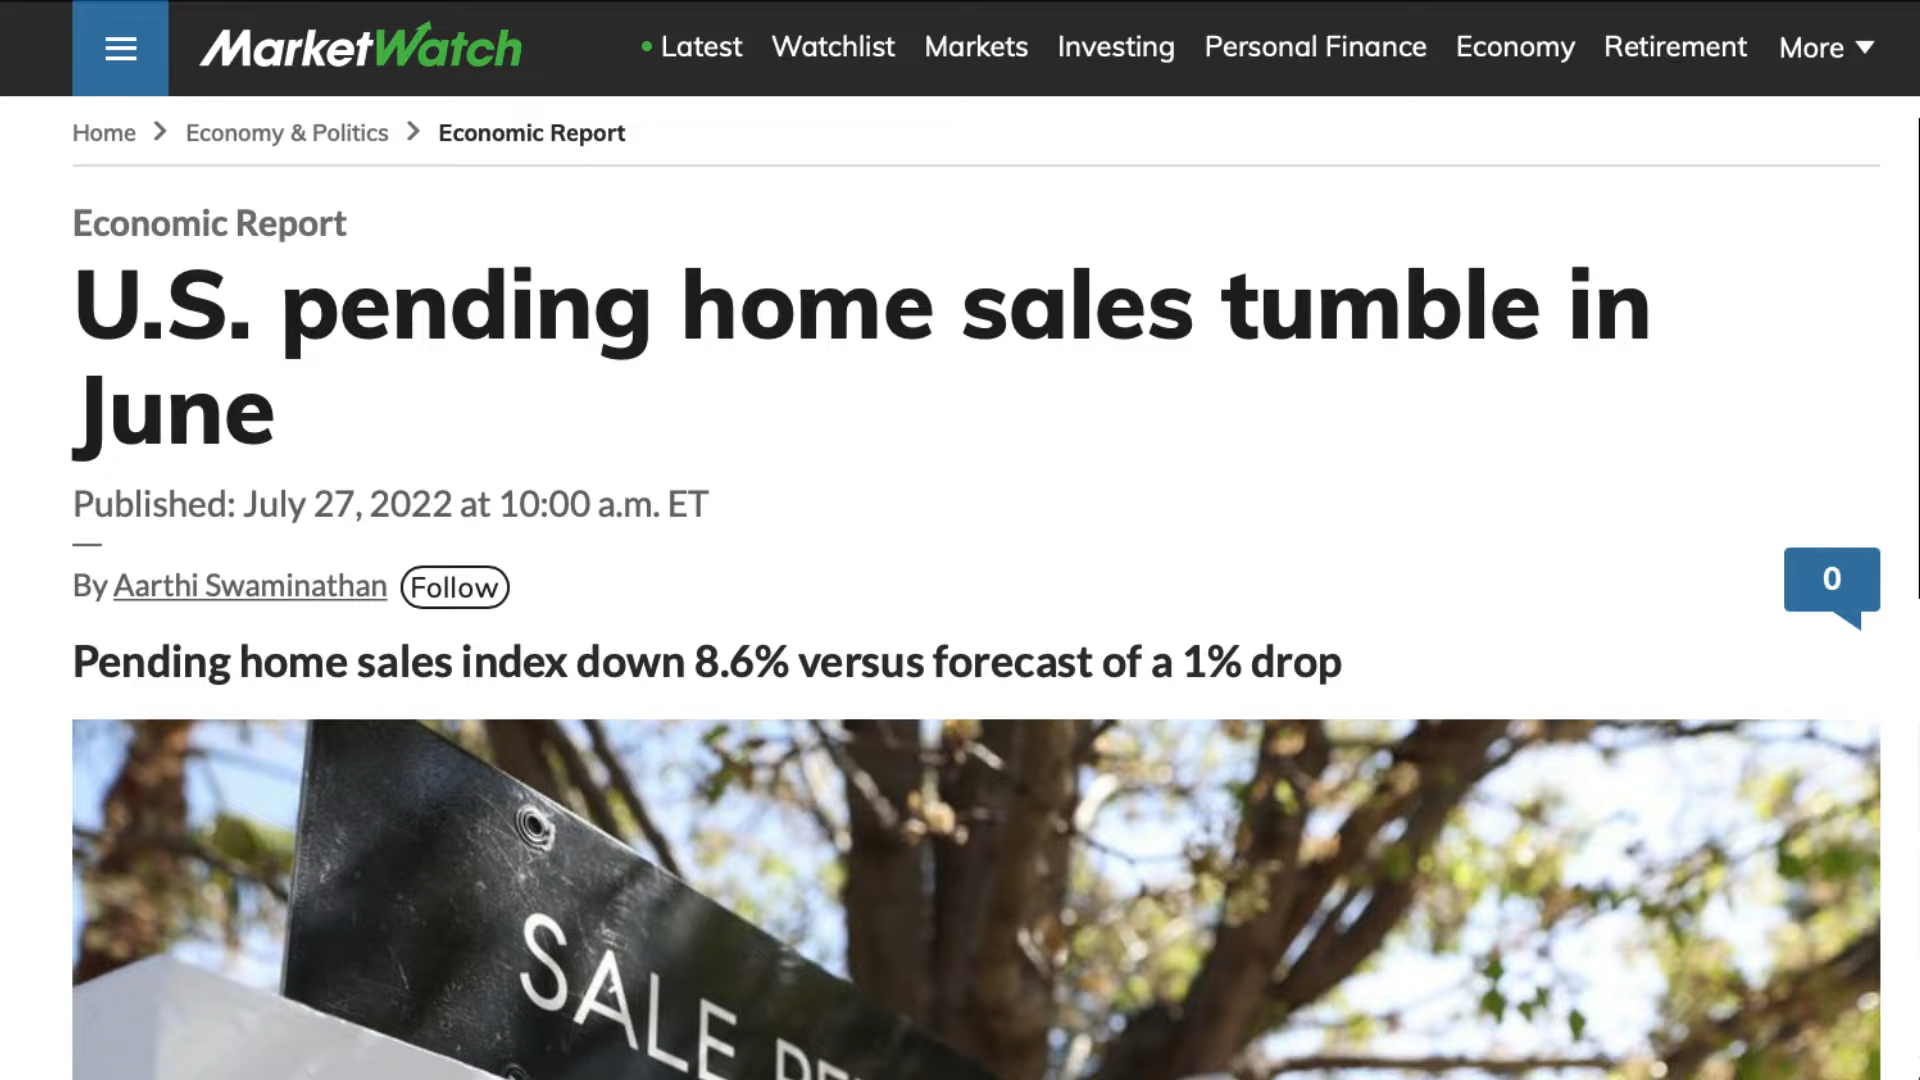 MarketWatch
Latest Watchlist Markets Investing Personal Finance Economy Retirement More
Home Economy & Politics Economic Report
Economic Report
U.S. pending home sales tumble in
June
Published: July 27, 2022 at 10:00 a.m. ET
By Aarthi Swaminathan Follow
0
Pending home sales index down 8.6% versus forecast of a 1% drop
SALE